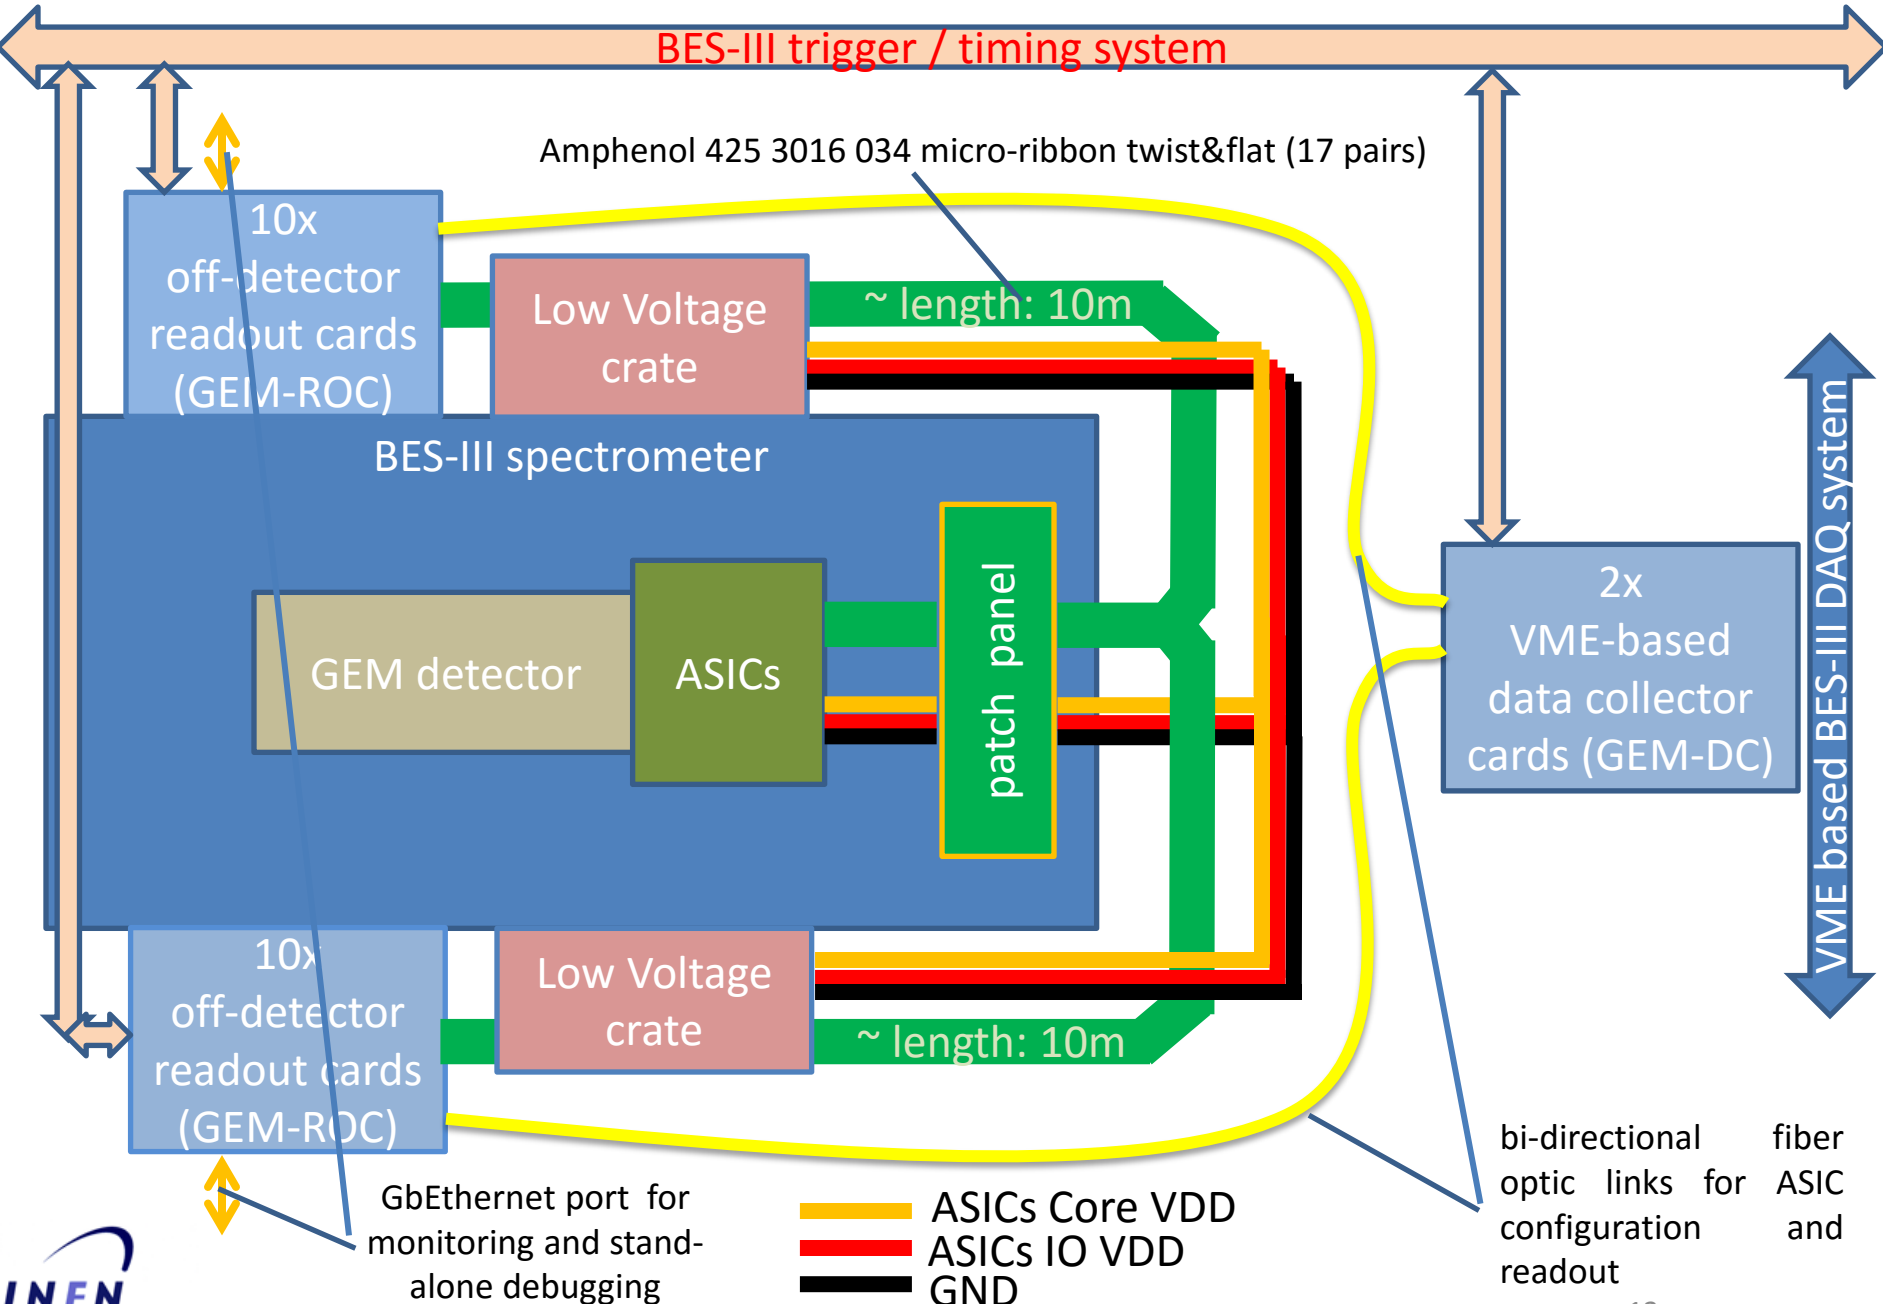 BES-III trigger / timing system
Amphenol 425 3016 034 micro-ribbon twist&flat (17 pairs)
10x
off-detector
readout cards
(GEM-ROC)
Low Voltage
crate
~ length: 10m
BES-III spectrometer
GEM detector
ASICs
patch panel
2x
VME-based
data collector
cards (GEM-DC)
VME based BES-III DAQ system
10x
off-detector
readout cards
(GEM-ROC)
Low Voltage
crate
~ length: 10m
GbEthernet port for
monitoring and stand-
alone debugging
ASICs Core VDD
ASICs IO VDD
GND
bi-directional fiber
optic links for ASIC
configuration and
readout
INFN